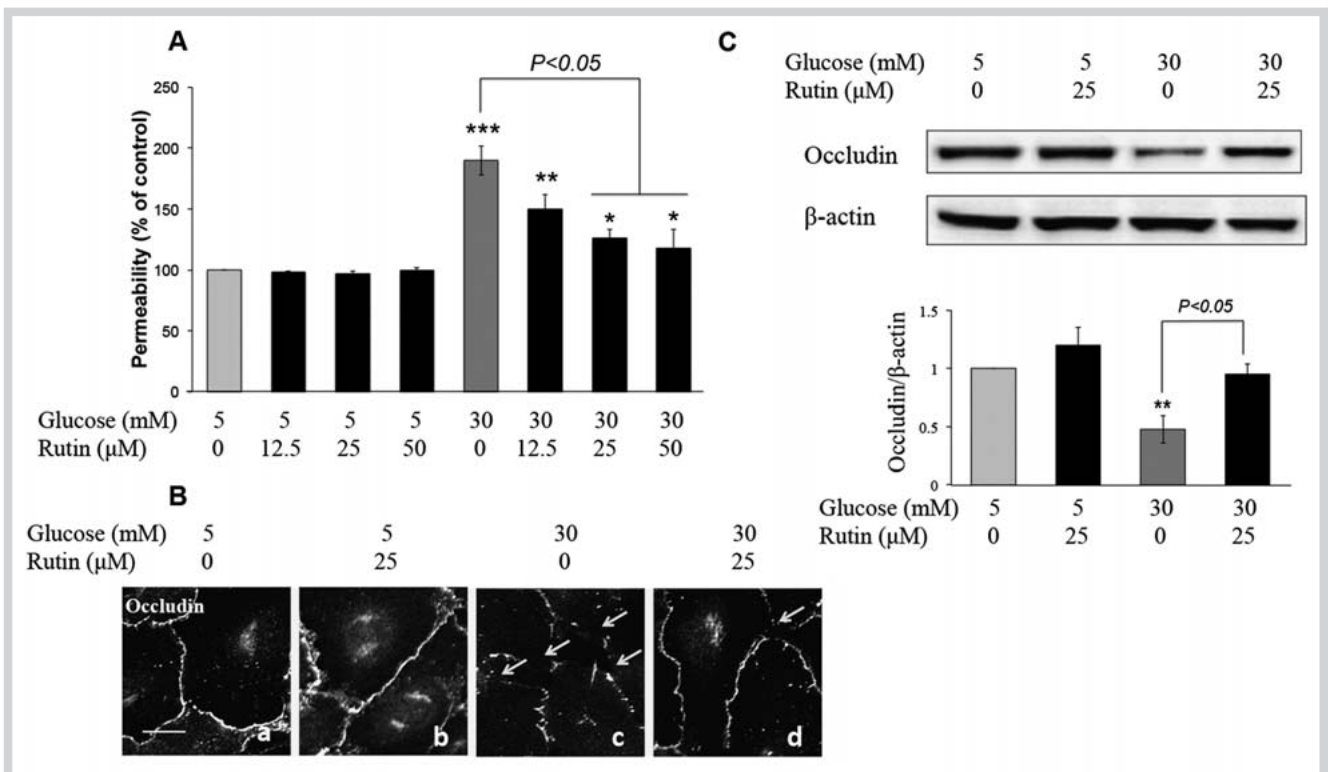 A
P<0.05
Permeability (% of control)
250
200
150
100
50
0
***
**
*
*
Glucose (mM) 5 5 5 5 30 30 30 30
Rutin (μM) 0 12.5 25 50 0 12.5 25 50
B
Glucose (mM) 5 5 30 30
Rutin (μM) 0 25 0 25
Occludin
a b c d
C
Glucose (mM) 5 5 30 30
Rutin (μM) 0 25 0 25
Occludin
β-actin
P<0.05
Occludin/β-actin
1.5
1
0.5
0
**
Glucose (mM) 5 5 30 30
Rutin (μM) 0 25 0 25